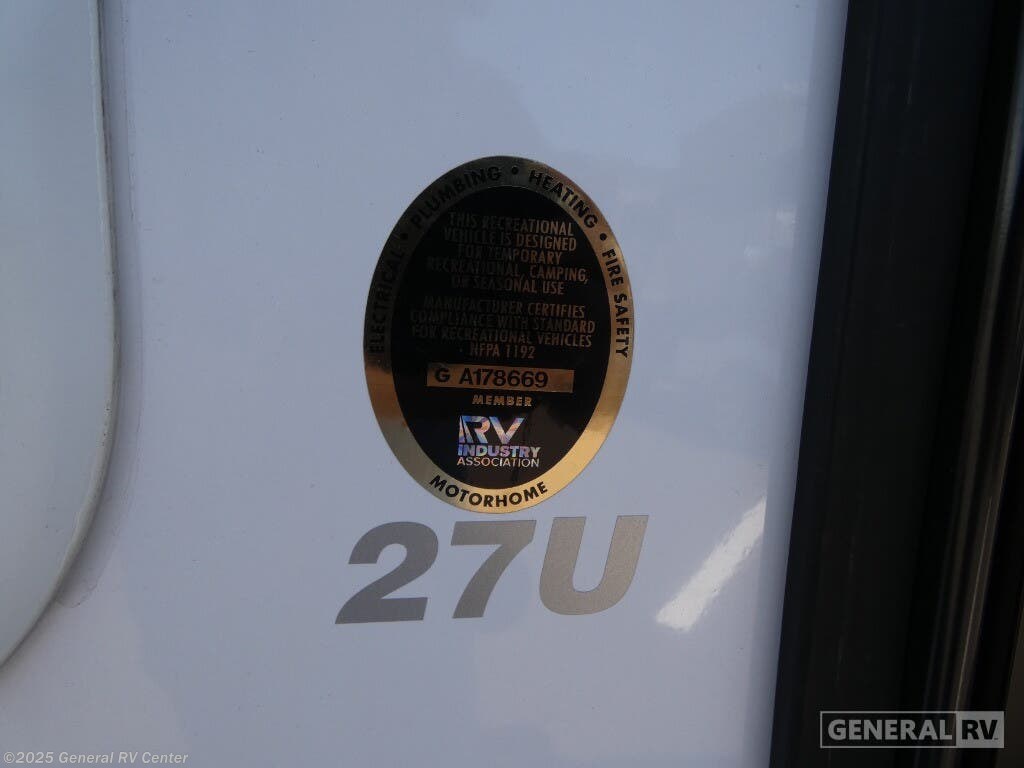 ELECTRICAL • PLUMBING • HEATING • FIRE SAFETY
THIS RECREATIONAL
VEHICLE IS DESIGNED
FOR TEMPORARY
RECREATIONAL, CAMPING,
OR SEASONAL USE
MANUFACTURER CERTIFIES
COMPLIANCE WITH STANDARD
FOR RECREATIONAL VEHICLES
NFPA 1192
G A178669
MEMBER
RV
INDUSTRY
ASSOCIATION
MOTORHOME
27U
GENERAL RV
©2025 General RV Center